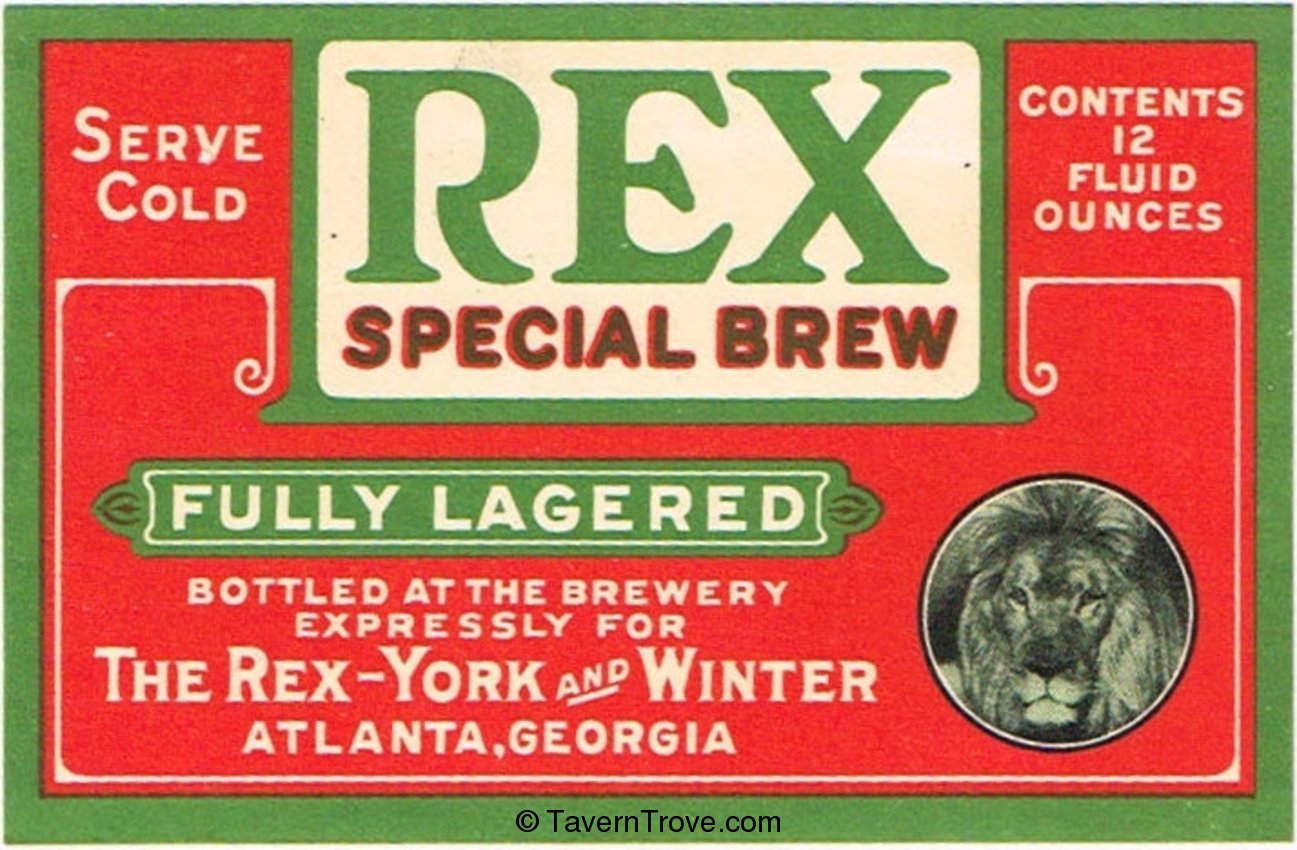 SERVE
COLD
REX
SPECIAL BREW
CONTENTS
12
FLUID
OUNCES
FULLY LAGERED
BOTTLED AT THE BREWERY
EXPRESSLY FOR
THE REX-YORK AND WINTER
ATLANTA, GEORGIA
© TavernTrove.com